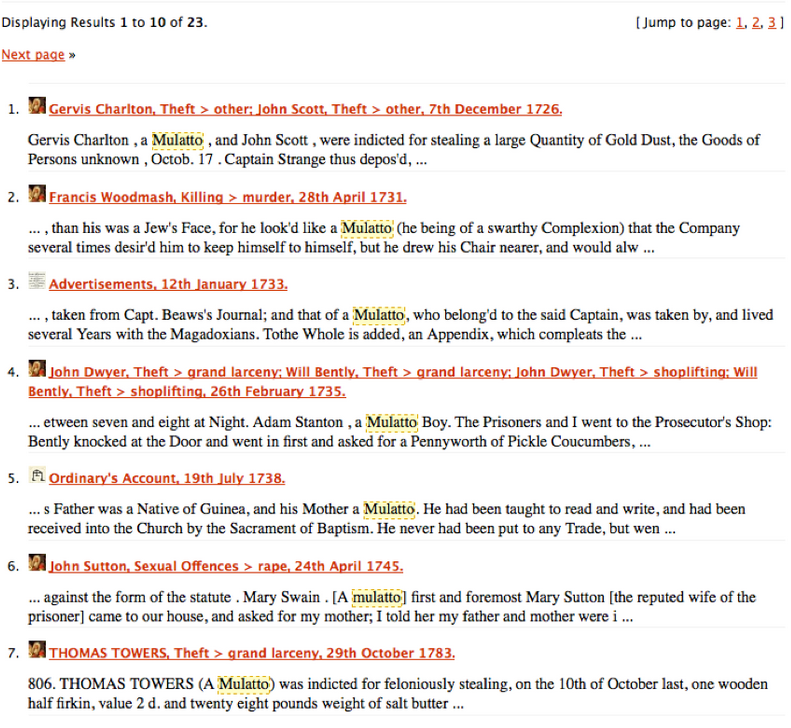 Displaying Results 1 to 10 of 23.
[ Jump to page: 1, 2, 3 ]
Next page »
1. Gervis Charlton, Theft > other; John Scott, Theft > other, 7th December 1726.
Gervis Charlton , a Mulatto , and John Scott , were indicted for stealing a large Quantity of Gold Dust, the Goods of
Persons unknown , Octob. 17 . Captain Strange thus depos'd, ...
2. Francis Woodmash, Killing > murder, 28th April 1731.
... , than his was a Jew's Face, for he look'd like a Mulatto (he being of a swarthy Complexion) that the Company
several times desir'd him to keep himself to himself, but he drew his Chair nearer, and would alw ...
3. Advertisements, 12th January 1733.
... , taken from Capt. Beaws's Journal; and that of a Mulatto, who belong'd to the said Captain, was taken by, and lived
several Years with the Magadoxians. Tothe Whole is added, an Appendix, which compleats the ...
4. John Dwyer, Theft > grand larceny; Will Bently, Theft > grand larceny; John Dwyer, Theft > shoplifting; Will
Bently, Theft > shoplifting, 26th February 1735.
... etween seven and eight at Night. Adam Stanton , a Mulatto Boy. The Prisoners and I went to the Prosecutor's Shop:
Bently knocked at the Door and went in first and asked for a Pennyworth of Pickle Coucumbers, ...
5. Ordinary's Account, 19th July 1738.
... s Father was a Native of Guinea, and his Mother a Mulatto. He had been taught to read and write, and had been
received into the Church by the Sacrament of Baptism. He never had been put to any Trade, but wen ...
6. John Sutton, Sexual Offences > rape, 24th April 1745.
... against the form of the statute . Mary Swain . [A mulatto] first and foremost Mary Sutton [the reputed wife of the
prisoner] came to our house, and asked for my mother; I told her my father and mother were i ...
7. THOMAS TOWERS, Theft > grand larceny, 29th October 1783.
806. THOMAS TOWERS (A Mulatto) was indicted for feloniously stealing, on the 10th of October last, one wooden
half firkin, value 2 d. and twenty eight pounds weight of salt butter ...